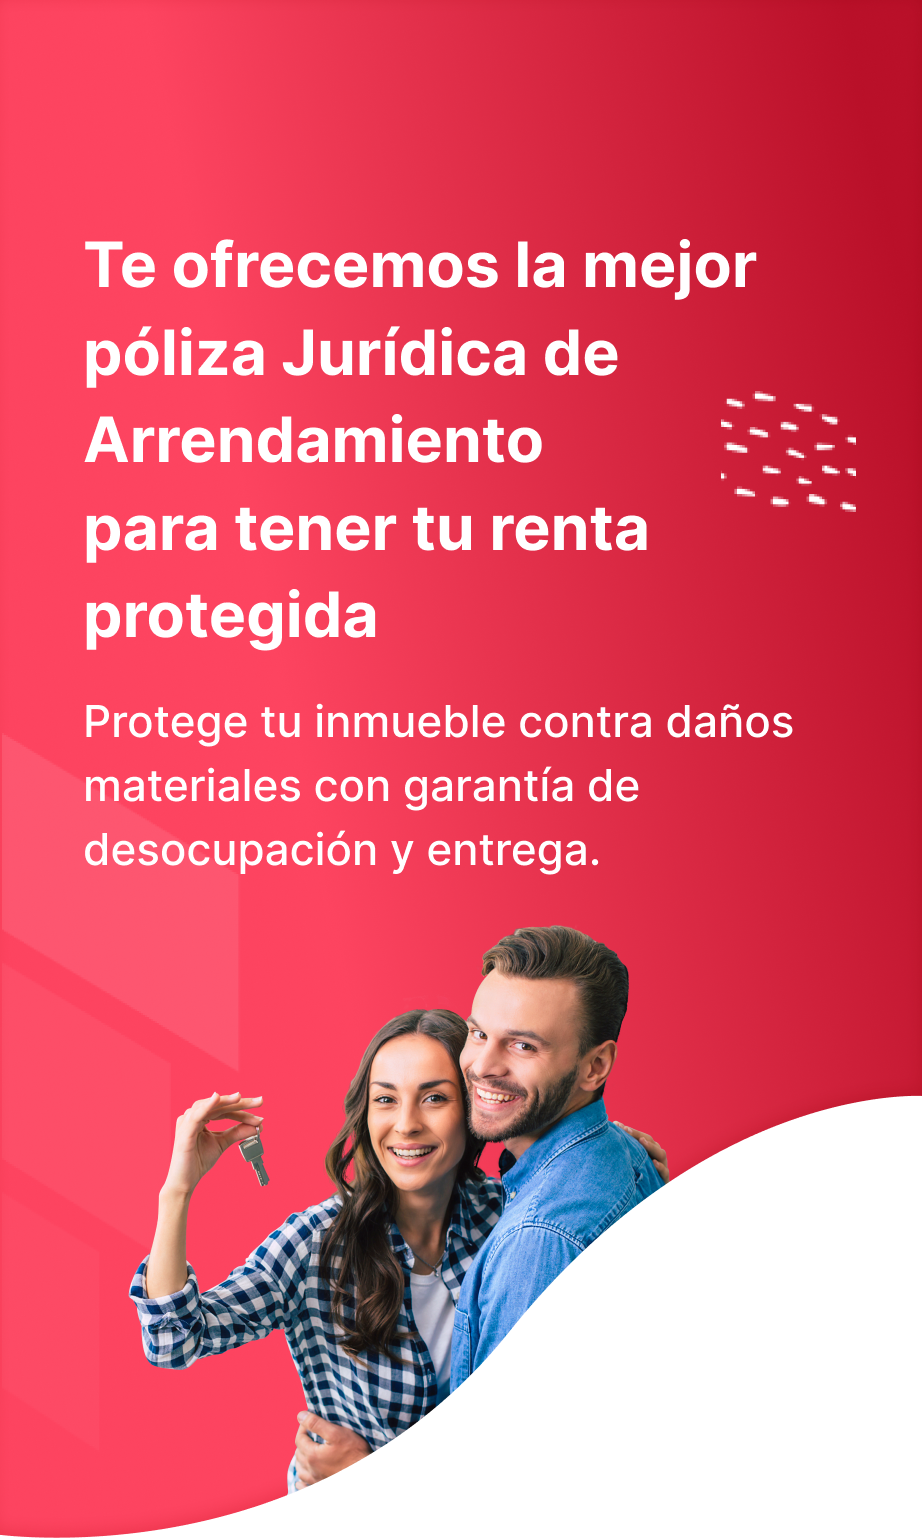 Te ofrecemos la mejor
póliza Jurídica de
Arrendamiento
para tener tu renta
protegida
Protege tu inmueble contra daños
materiales con garantía de
desocupación y entrega.